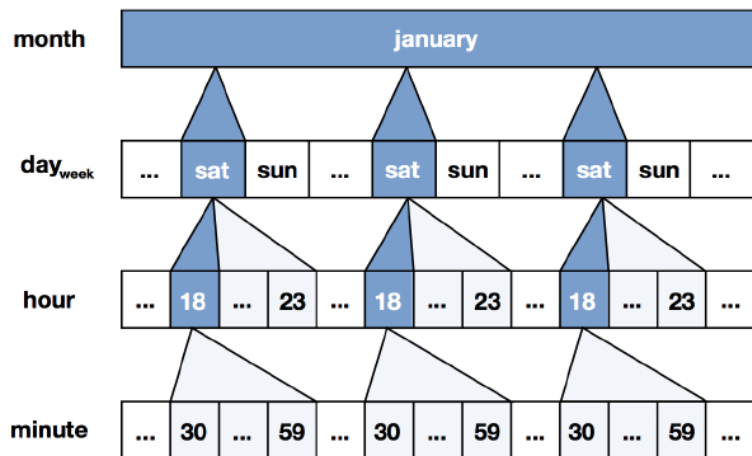 month january
day week ... sat sun ... sat sun ... sat sun ...
hour ... 18 ... 23 ... 18 ... 23 ... 18 ... 23 ...
minute ... 30 ... 59 ... 30 ... 59 ... 30 ... 59 ...